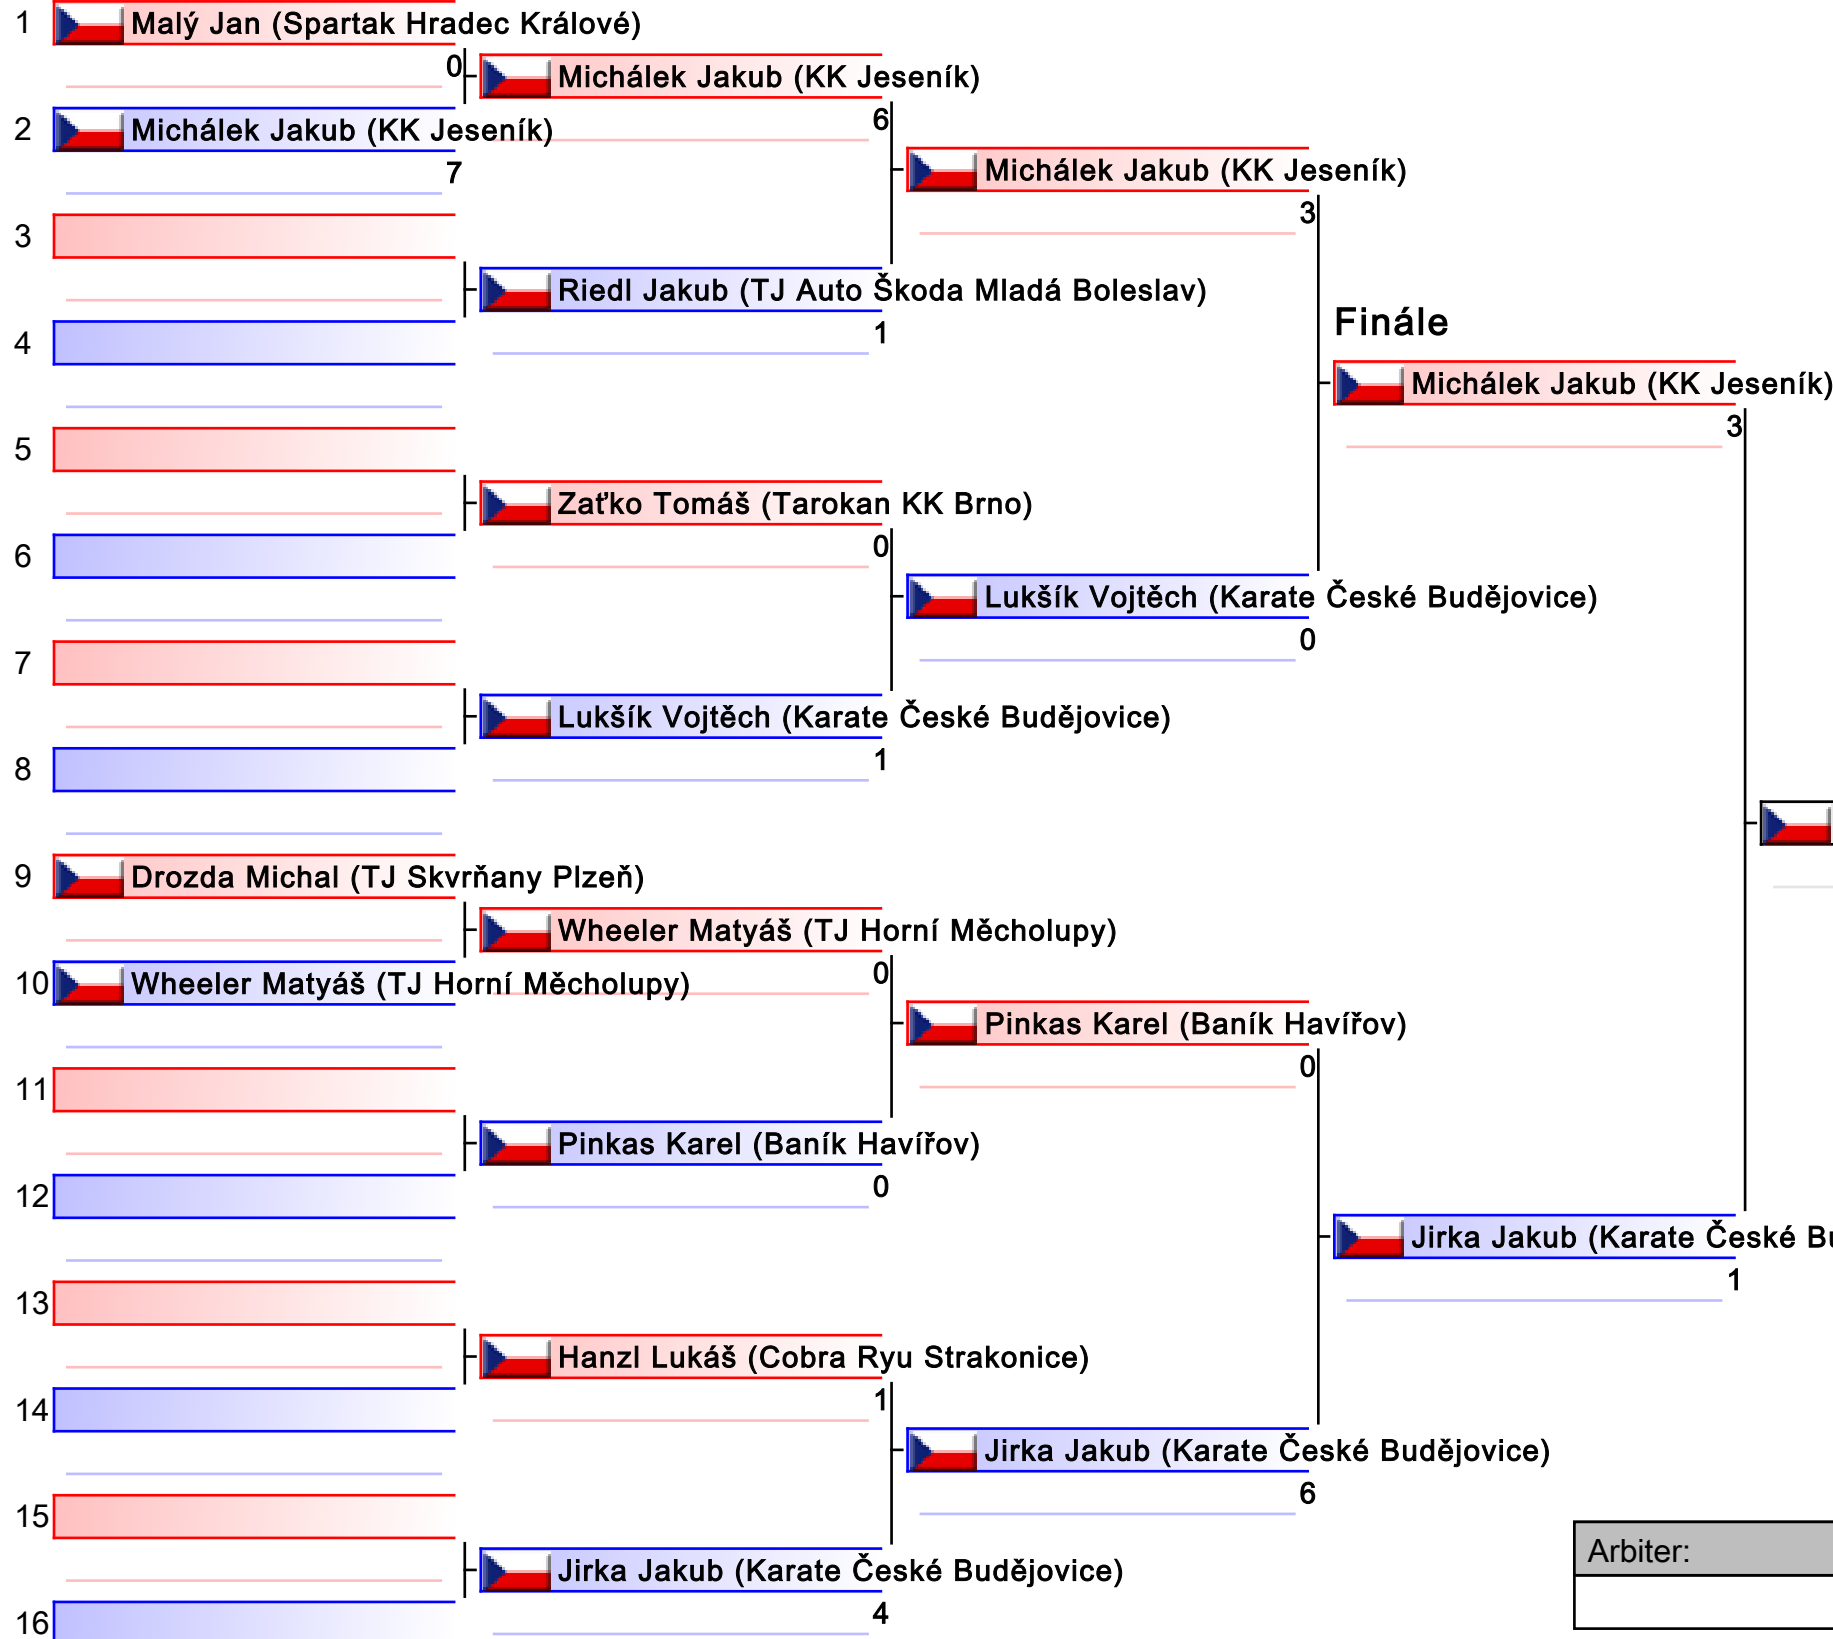 1 Malý Jan (Spartak Hradec Králové)
0
Michálek Jakub (KK Jeseník)
6
2 Michálek Jakub (KK Jeseník)
7
Michálek Jakub (KK Jeseník)
3
3
Riedl Jakub (TJ Auto Škoda Mladá Boleslav)
1
4
Finále
Michálek Jakub (KK Jeseník)
3
5
Zaťko Tomáš (Tarokan KK Brno)
0
6
Lukšík Vojtěch (Karate České Budějovice)
0
7
Lukšík Vojtěch (Karate České Budějovice)
1
8
9 Drozda Michal (TJ Skvrňany Plzeň)
Wheeler Matyáš (TJ Horní Měcholupy)
0
10 Wheeler Matyáš (TJ Horní Měcholupy)
Pinkas Karel (Baník Havířov)
0
11
Pinkas Karel (Baník Havířov)
0
12
Jirka Jakub (Karate České
1
13
Hanzl Lukáš (Cobra Ryu Strakonice)
1
14
Jirka Jakub (Karate České Budějovice)
6
15
Jirka Jakub (Karate České Budějovice)
4
16
Arbiter: